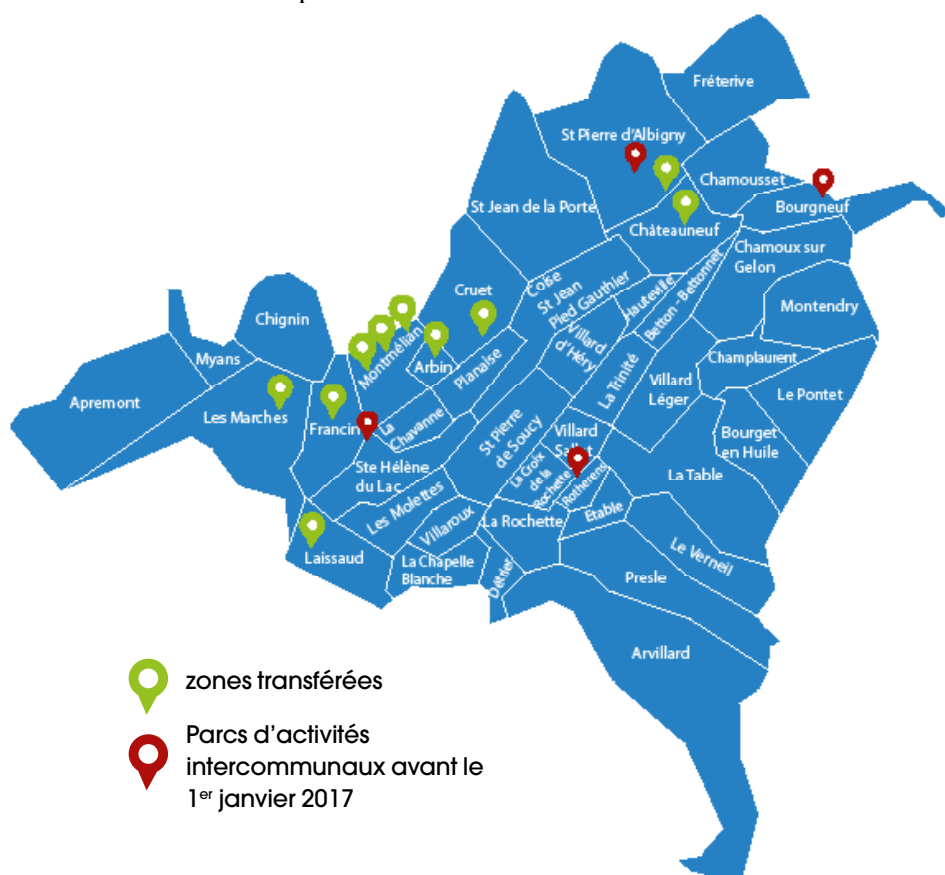 Fréterive
St Pierre d'Albigny
Chamousset
Bourgneuf
St Jean de la Porte
Châteauneuf
Chamoux sur
Gelon
Coise
St Jean
Pied Gauthier
Hauteville
Betton - Bettonnet
Montendry
Cruet
Chignin
Villard
d'Héry
Montmélian
Arbin
Planaise
Myans
Champlaurent
La Trinité
Villard
Léger
Le Pontet
Apremont
Les Marches
Francin
La
Chavanne
St Pierre
de Soucy
Villard
Bourget
en Huile
Ste Hélène
du Lac
La Croix
de la
Rochette
Rotherens
La Table
Les Molettes
Villaroux
La Rochette
Etable
Laissaud
La Chapelle
Blanche
Détrier
Le Verneil
Presle
Arvillard
zones transférées
Parcs d'activités
intercommunaux avant le
1er janvier 2017